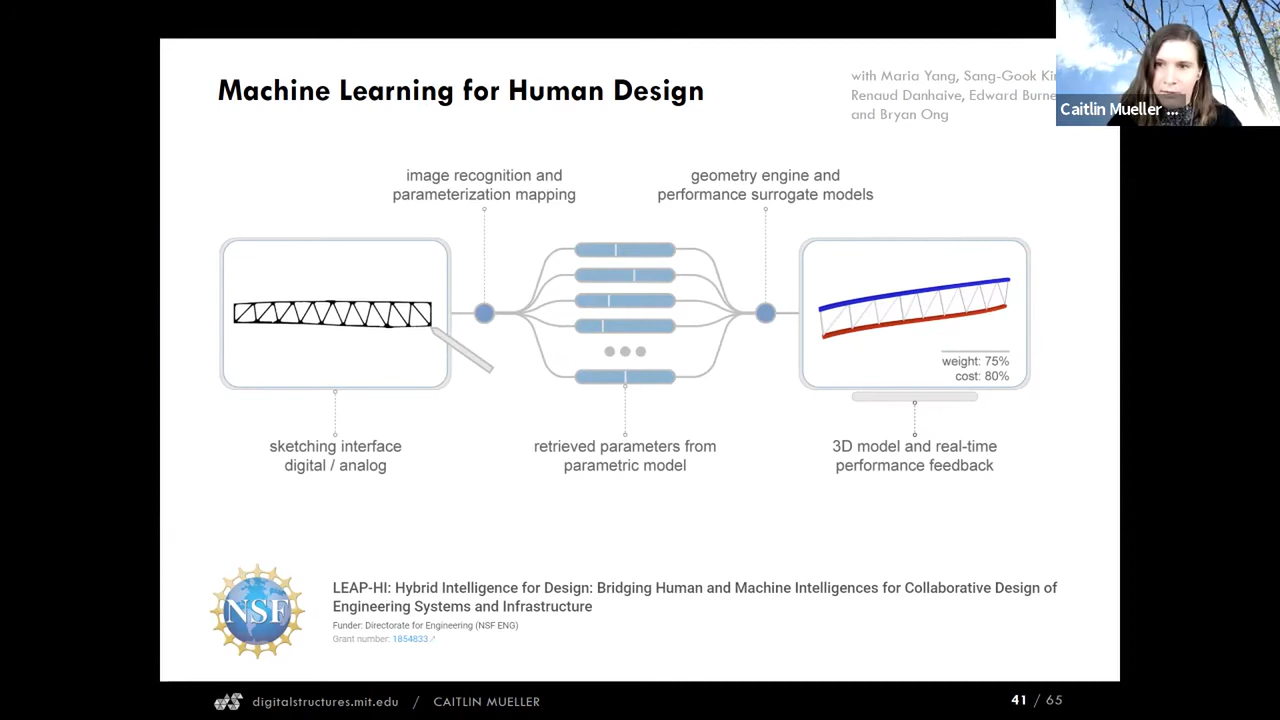 Machine Learning for Human Design
with Maria Yang, Sang-Gook
Renaud Danhaive, Edward
and Bryan Ong
Caitlin Mueller ...
image recognition and
parameterization mapping
geometry engine and
performance surrogate models
weight: 75%
cost: 80%
sketching interface
digital / analog
retrieved parameters from
parametric model
3D model and real-time
performance feedback
NSF
LEAP-HI: Hybrid Intelligence for Design: Bridging Human and Machine Intelligences for Collaborative Design of
Engineering Systems and Infrastructure
Funder: Directorate for Engineering (NSF ENG)
Grant number: 1854833↗
digitalstructures.mit.edu / CAITLIN MUELLER
41 / 65